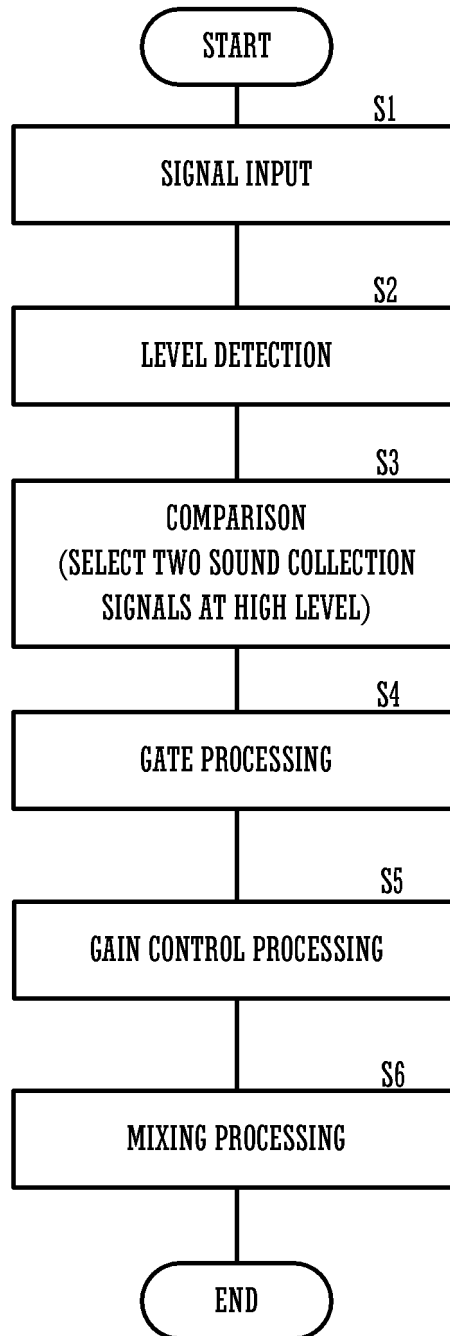 START
S1
SIGNAL INPUT
S2
LEVEL DETECTION
S3
COMPARISON
(SELECT TWO SOUND COLLECTION
SIGNALS AT HIGH LEVEL)
S4
GATE PROCESSING
S5
GAIN CONTROL PROCESSING
S6
MIXING PROCESSING
END